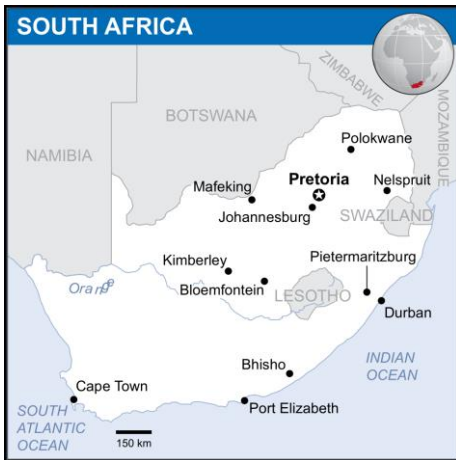 SOUTH AFRICA
ZIMBABWE
MOZAMBIQUE
BOTSWANA
NAMIBIA
Polokwane
Pretoria
Nelspruit
Mafeking
Johannesburg
SWAZILAND
Kimberley
Pietermaritzburg
Orange
Bloemfontein
LESOTHO
Durban
Bhisho
INDIAN
OCEAN
Cape Town
Port Elizabeth
SOUTH
ATLANTIC
OCEAN
150 km